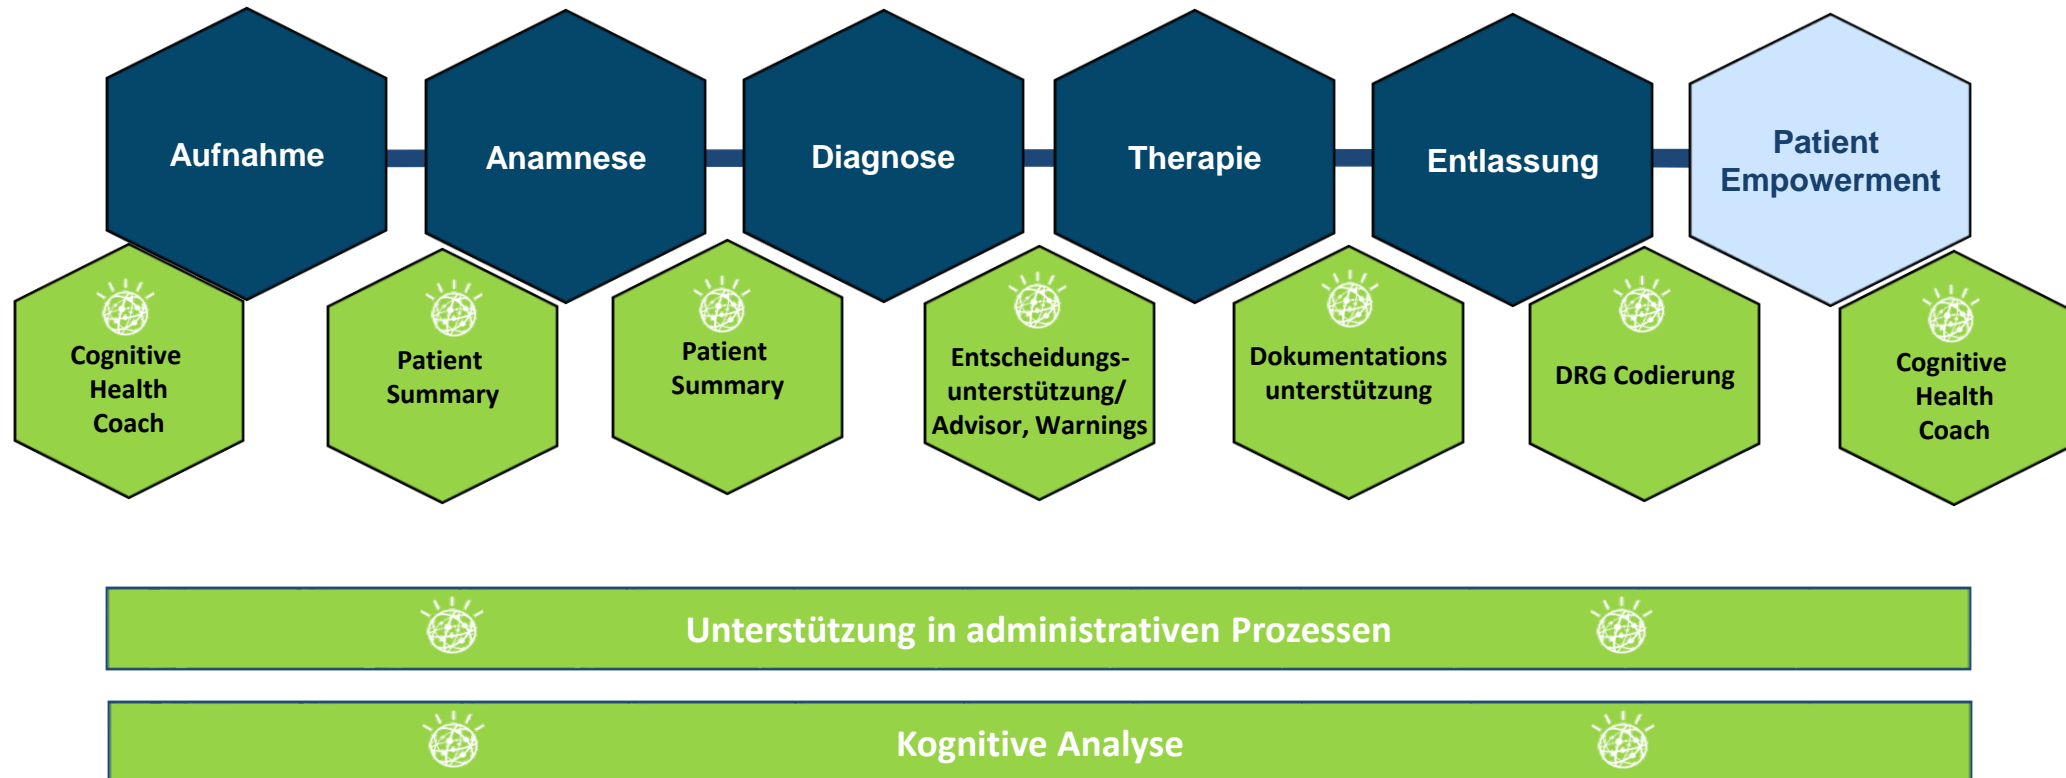 Aufnahme
Anamnese
Diagnose
Therapie
Entlassung
Patient
Empowerment
Cognitive
Health
Coach
Patient
Summary
Patient
Summary
Entscheidungs-
unterstützung/
Advisor, Warnings
Dokumentations
unterstützung
DRG Codierung
Cognitive
Health
Coach
Unterstützung in administrativen Prozessen
Kognitive Analyse